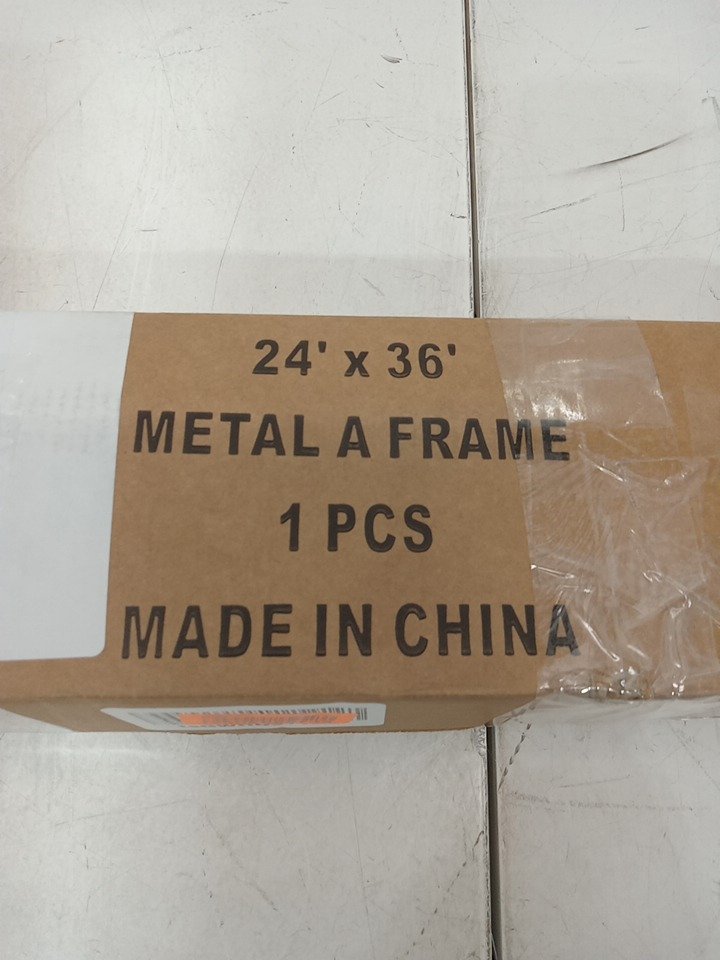 24' x 36'
METAL A FRAME
1 PCS
MADE IN CHINA